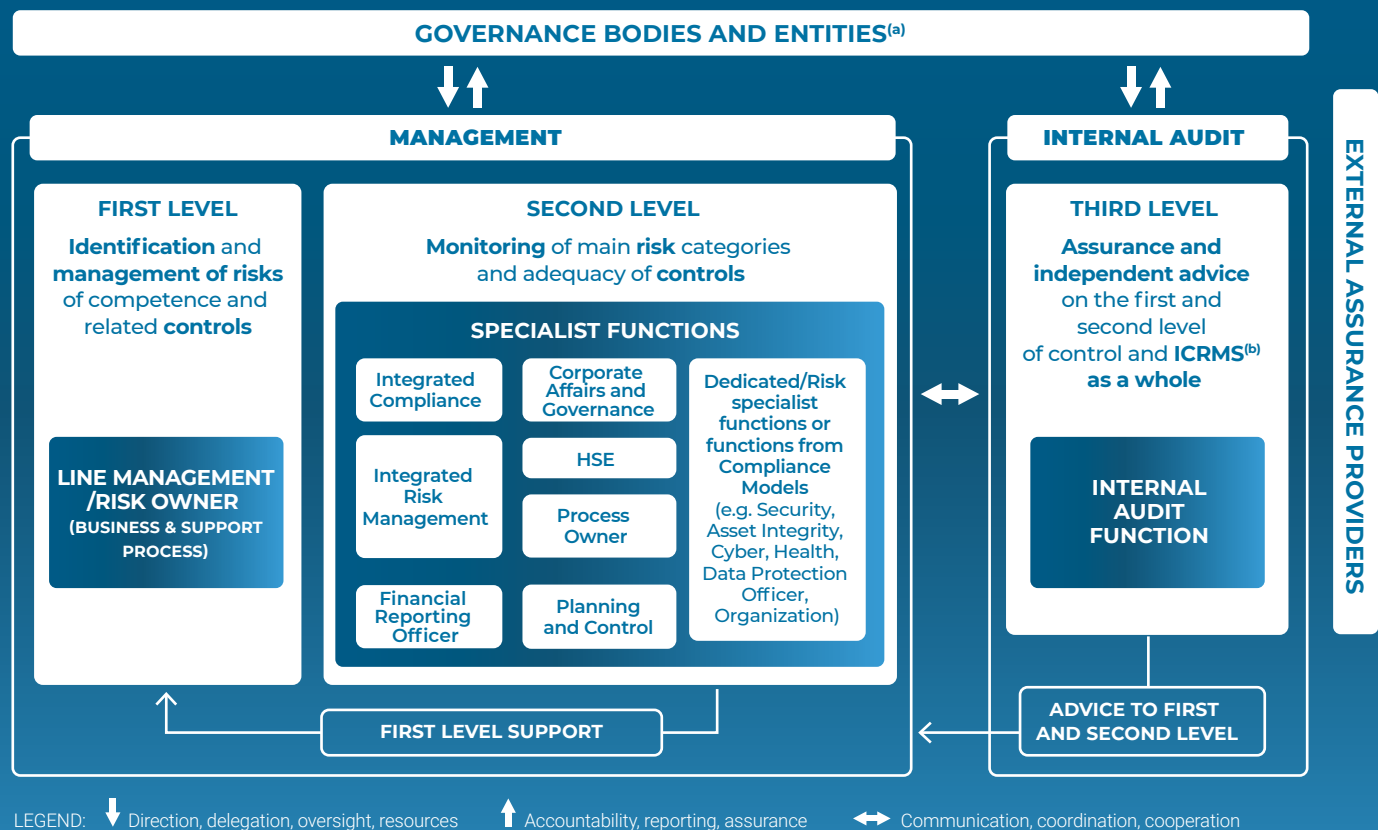 GOVERNANCE BODIES AND ENTITIES(a)
MANAGEMENT
FIRST LEVEL
Identification and
management of risks
of competence and
related controls
LINE MANAGEMENT
/RISK OWNER
(BUSINESS & SUPPORT
PROCESS)
SECOND LEVEL
Monitoring of main risk categories
and adequacy of controls
SPECIALIST FUNCTIONS
Integrated
Compliance
Integrated
Risk
Management
Financial
Reporting
Officer
Corporate
Affairs and
Governance
HSE
Process
Owner
Planning
and Control
Dedicated/Risk
specialist
functions or
functions from
Compliance
Models
(e.g. Security,
Asset Integrity,
Cyber, Health,
Data Protection
Officer,
Organization)
FIRST LEVEL SUPPORT
INTERNAL AUDIT
THIRD LEVEL
Assurance and
independent advice
on the first and
second level
of control and ICRMS(b)
as a whole
INTERNAL
AUDIT
FUNCTION
ADVICE TO FIRST
AND SECOND LEVEL
EXTERNAL ASSURANCE PROVIDERS
LEGEND: Direction, delegation, oversight, resources Accountability, reporting, assurance Communication, coordination, cooperation